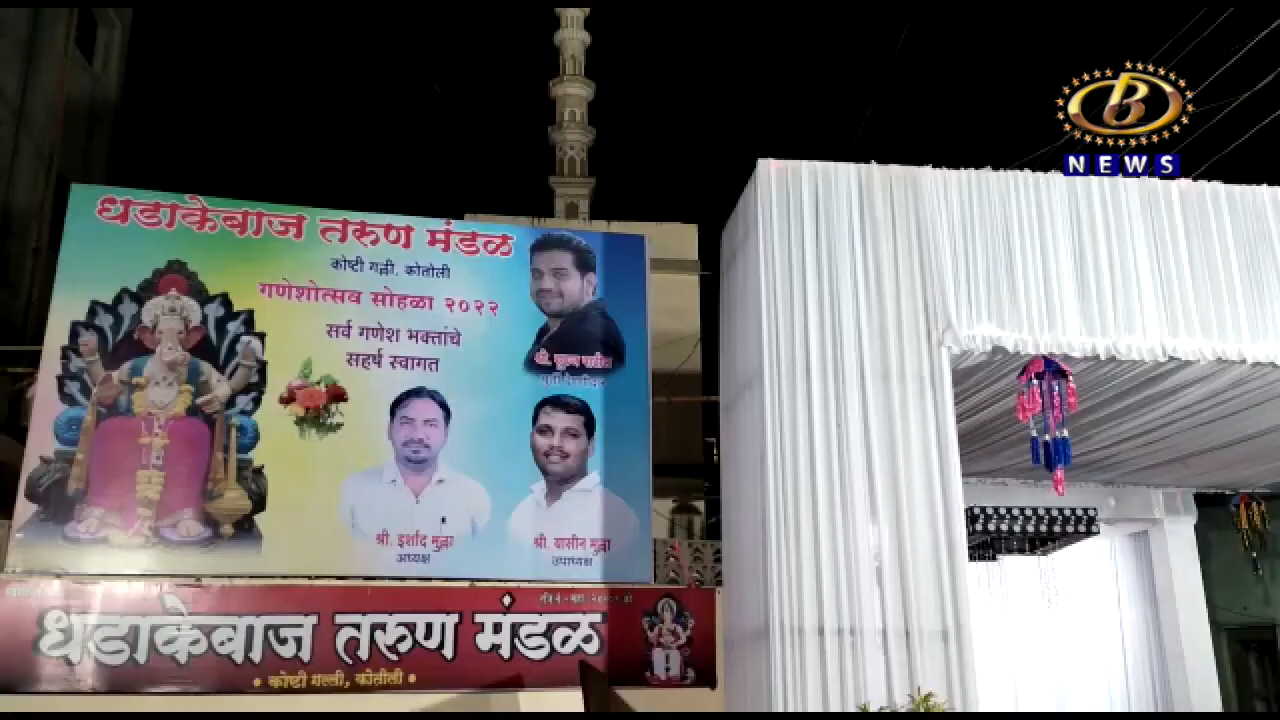 B
NEWS
धडाकेबाज तरुण मंडळ
कोष्टी गल्ली, कोतोली
गणेशोत्सव सोहळा २०२२
सर्व गणेश भक्तांचे
सहर्ष स्वागत
श्री. इर्शाद मुल्ला
अध्यक्ष
श्री. यासीन मुल्ला
उपाध्यक्ष
धडाकेबाज तरुण मंडळ
• कोष्टी गल्ली, कोतोली •